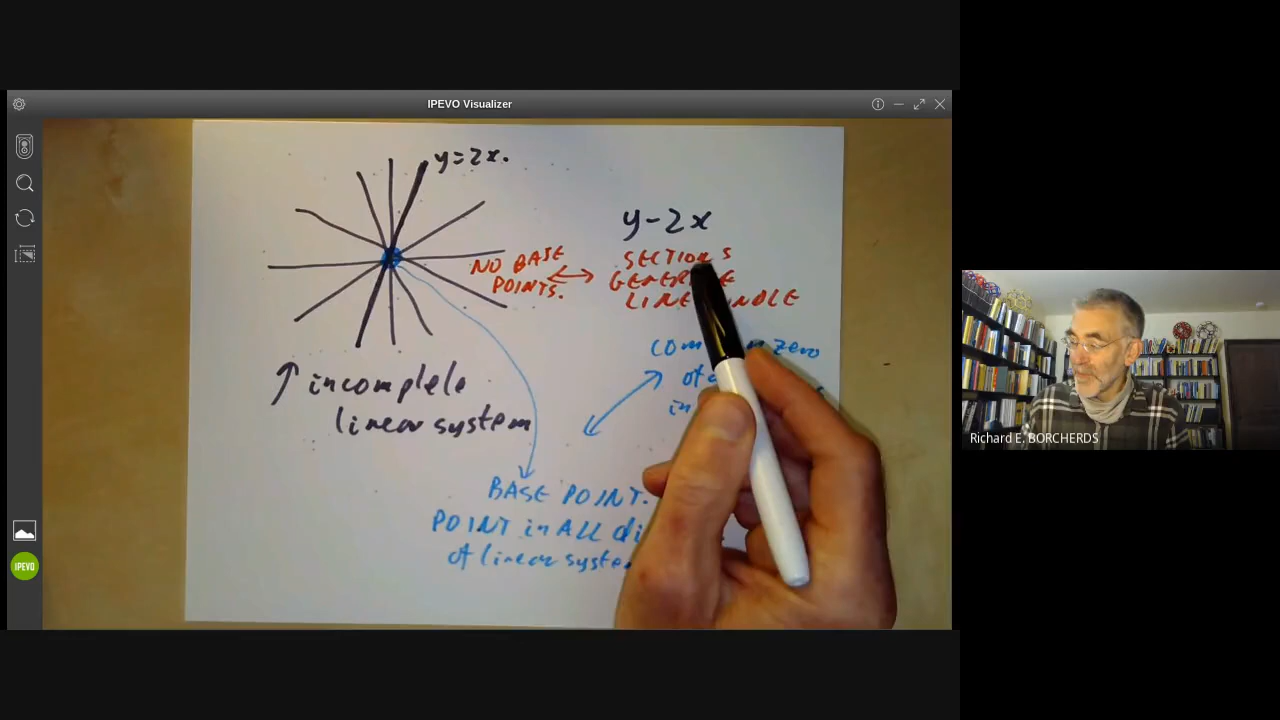 IPEVO Visualizer
y=2x.
y-2x
NO BASE
POINTS.
SECTIONS
LINE
zero
incomplete
linear system
BASE POINT.
POINT in ALL
of linear system
IPEVO
Richard E. BORCHERDS